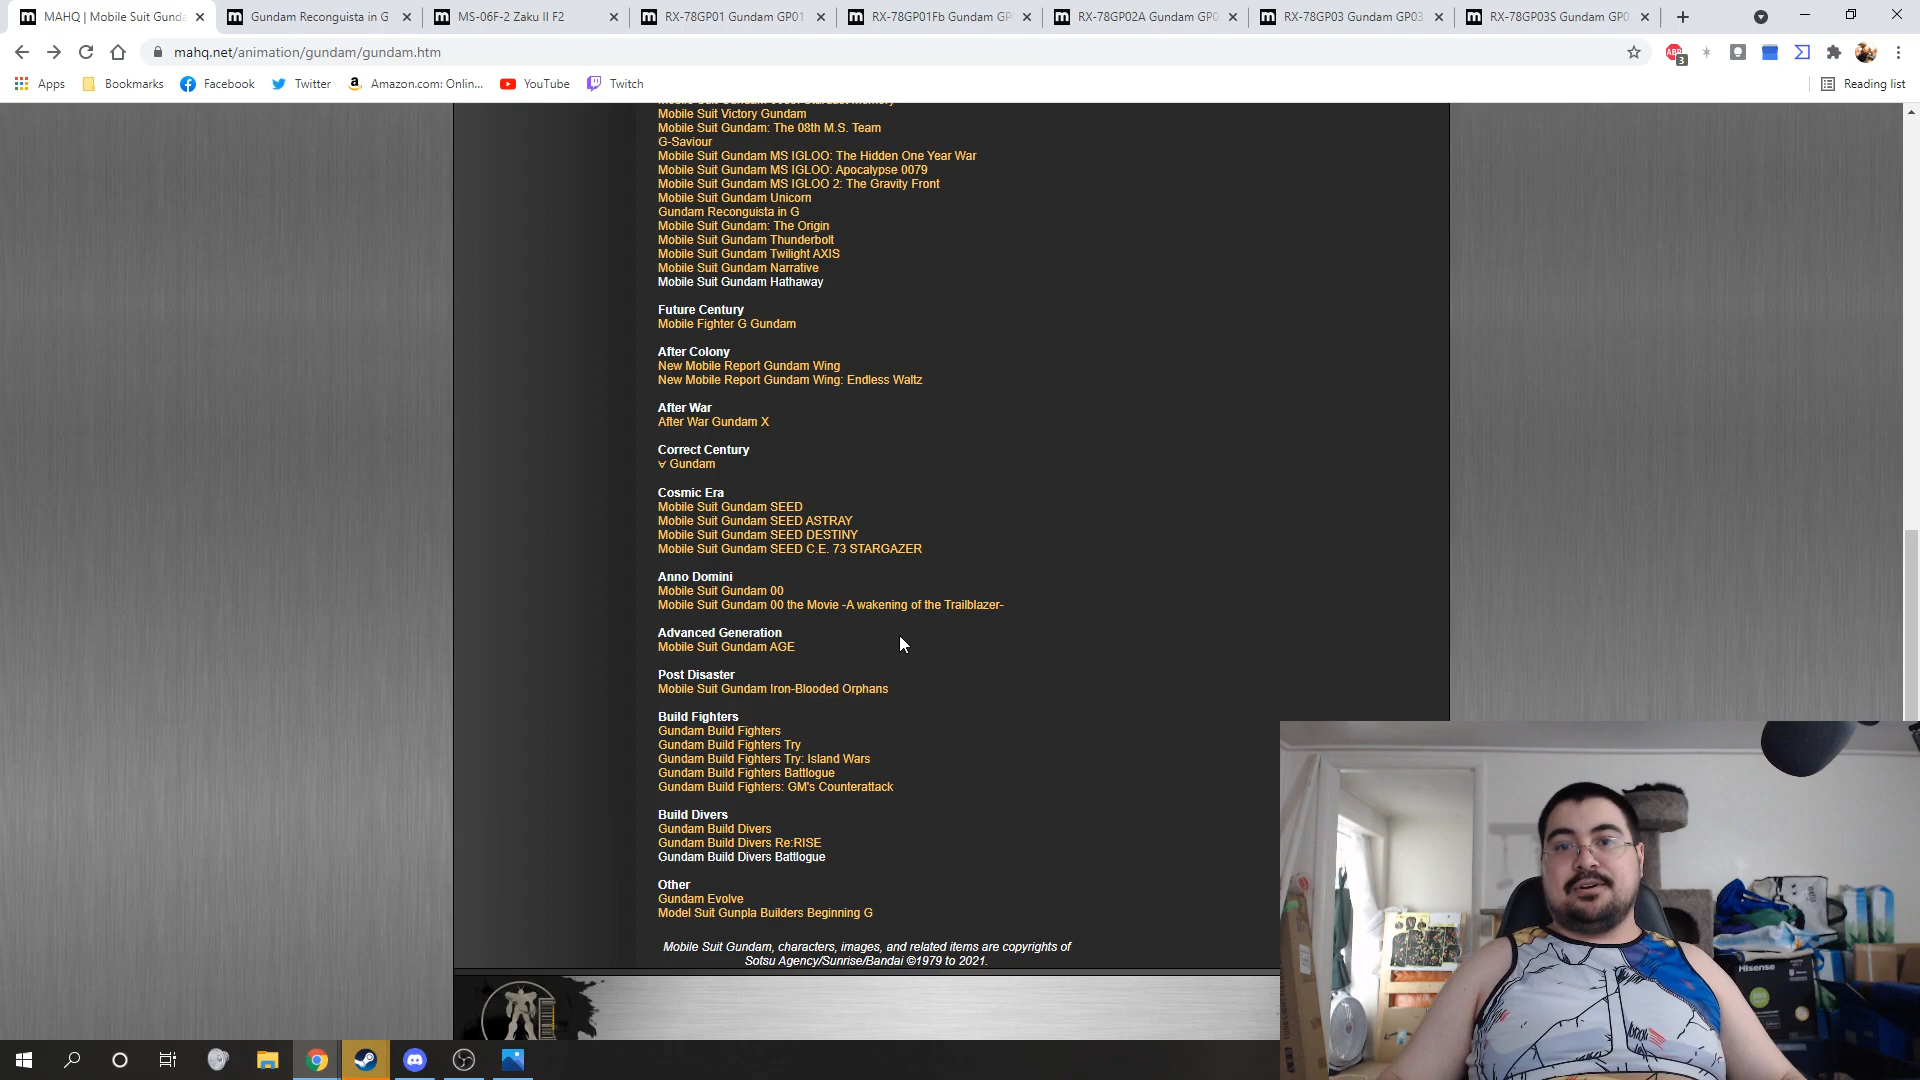 MAHQ | Mobile Suit Gunda
Gundam Reconguista in G
MS-06F-2 Zaku II F2
RX-78GP01 Gundam GP01
RX-78GP01Fb Gundam GP
RX-78GP02A Gundam GP0
RX-78GP03 Gundam GP03
RX-78GP03S Gundam GP0
mahq.net/animation/gundam/gundam.htm
ABP
3
Apps
Bookmarks
Facebook
Twitter
Amazon.com: Onlin...
YouTube
Twitch
Reading list
Mobile Suit Victory Gundam
Mobile Suit Gundam: The 08th M.S. Team
G-Saviour
Mobile Suit Gundam MS IGLOO: The Hidden One Year War
Mobile Suit Gundam MS IGLOO: Apocalypse 0079
Mobile Suit Gundam MS IGLOO 2: The Gravity Front
Mobile Suit Gundam Unicorn
Gundam Reconguista in G
Mobile Suit Gundam: The Origin
Mobile Suit Gundam Thunderbolt
Mobile Suit Gundam Twilight AXIS
Mobile Suit Gundam Narrative
Mobile Suit Gundam Hathaway
Future Century
Mobile Fighter G Gundam
After Colony
New Mobile Report Gundam Wing
New Mobile Report Gundam Wing: Endless Waltz
After War
After War Gundam X
Correct Century
∀ Gundam
Cosmic Era
Mobile Suit Gundam SEED
Mobile Suit Gundam SEED ASTRAY
Mobile Suit Gundam SEED DESTINY
Mobile Suit Gundam SEED C.E. 73 STARGAZER
Anno Domini
Mobile Suit Gundam 00
Mobile Suit Gundam 00 the Movie -A wakening of the Trailblazer-
Advanced Generation
Mobile Suit Gundam AGE
Post Disaster
Mobile Suit Gundam Iron-Blooded Orphans
Build Fighters
Gundam Build Fighters
Gundam Build Fighters Try
Gundam Build Fighters Try: Island Wars
Gundam Build Fighters Battlogue
Gundam Build Fighters: GM's Counterattack
Build Divers
Gundam Build Divers
Gundam Build Divers Re:RISE
Gundam Build Divers Battlogue
Other
Gundam Evolve
Model Suit Gunpla Builders Beginning G
Mobile Suit Gundam, characters, images, and related items are copyrights of
Sotsu Agency/Sunrise/Bandai ©1979 to 2021.
Hisense